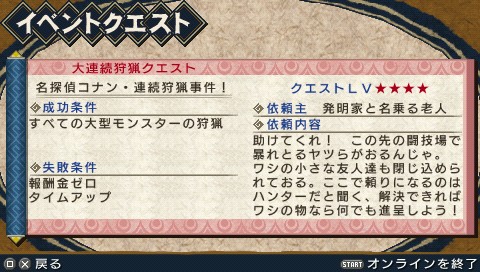 イベントクエスト
大連続狩猟クエスト
名探偵コナン・連続狩猟事件！
クエストLV★★★★
成功条件
すべての大型モンスターの狩猟
失敗条件
報酬金ゼロ
タイムアップ
依頼主 発明家と名乗る老人
依頼内容
助けてくれ！ この先の闘技場で
暴れとるヤツらがおるんじゃ。
ワシの小さな友人達も閉じ込めら
れておる。ここで頼りになるのは
ハンターだと聞く、解決できれば
ワシの物なら何でも進呈しよう！
戻る
START オンラインを終了